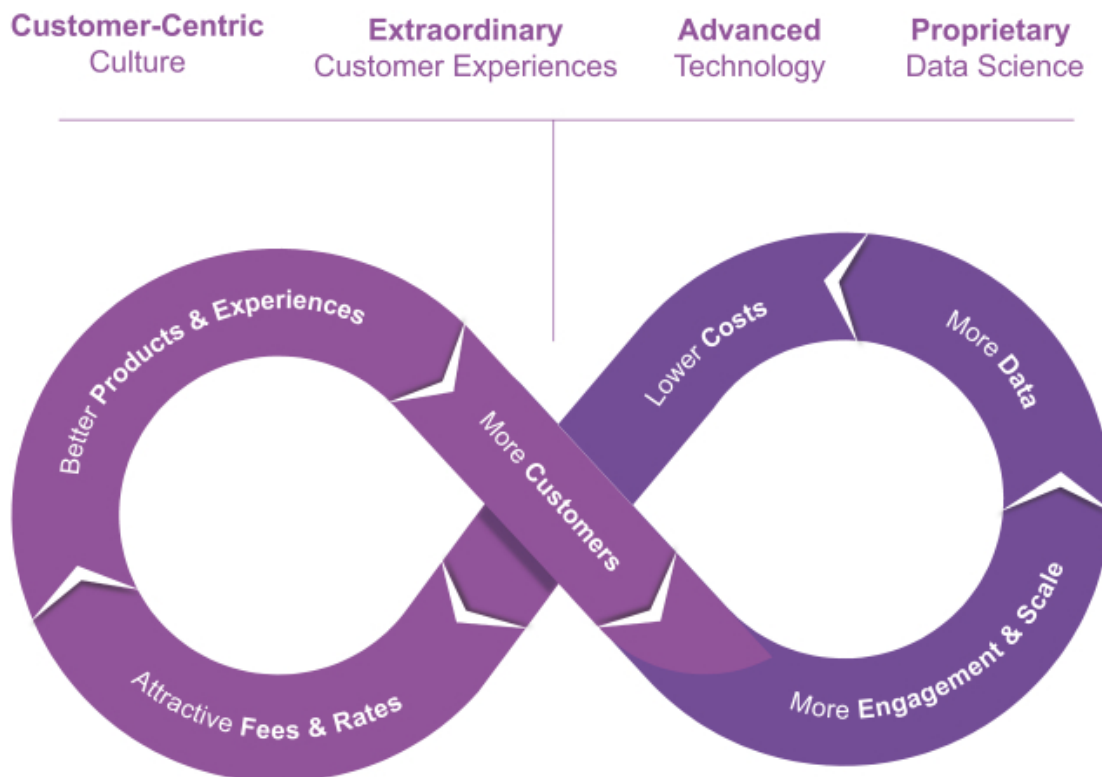 Customer-Centric
Culture
Extraordinary
Customer Experiences
Advanced
Technology
Proprietary
Data Science
Better Products & Experiences
More Customers
Lower Costs
More Data
More Engagement & Scale
Attractive Fees & Rates